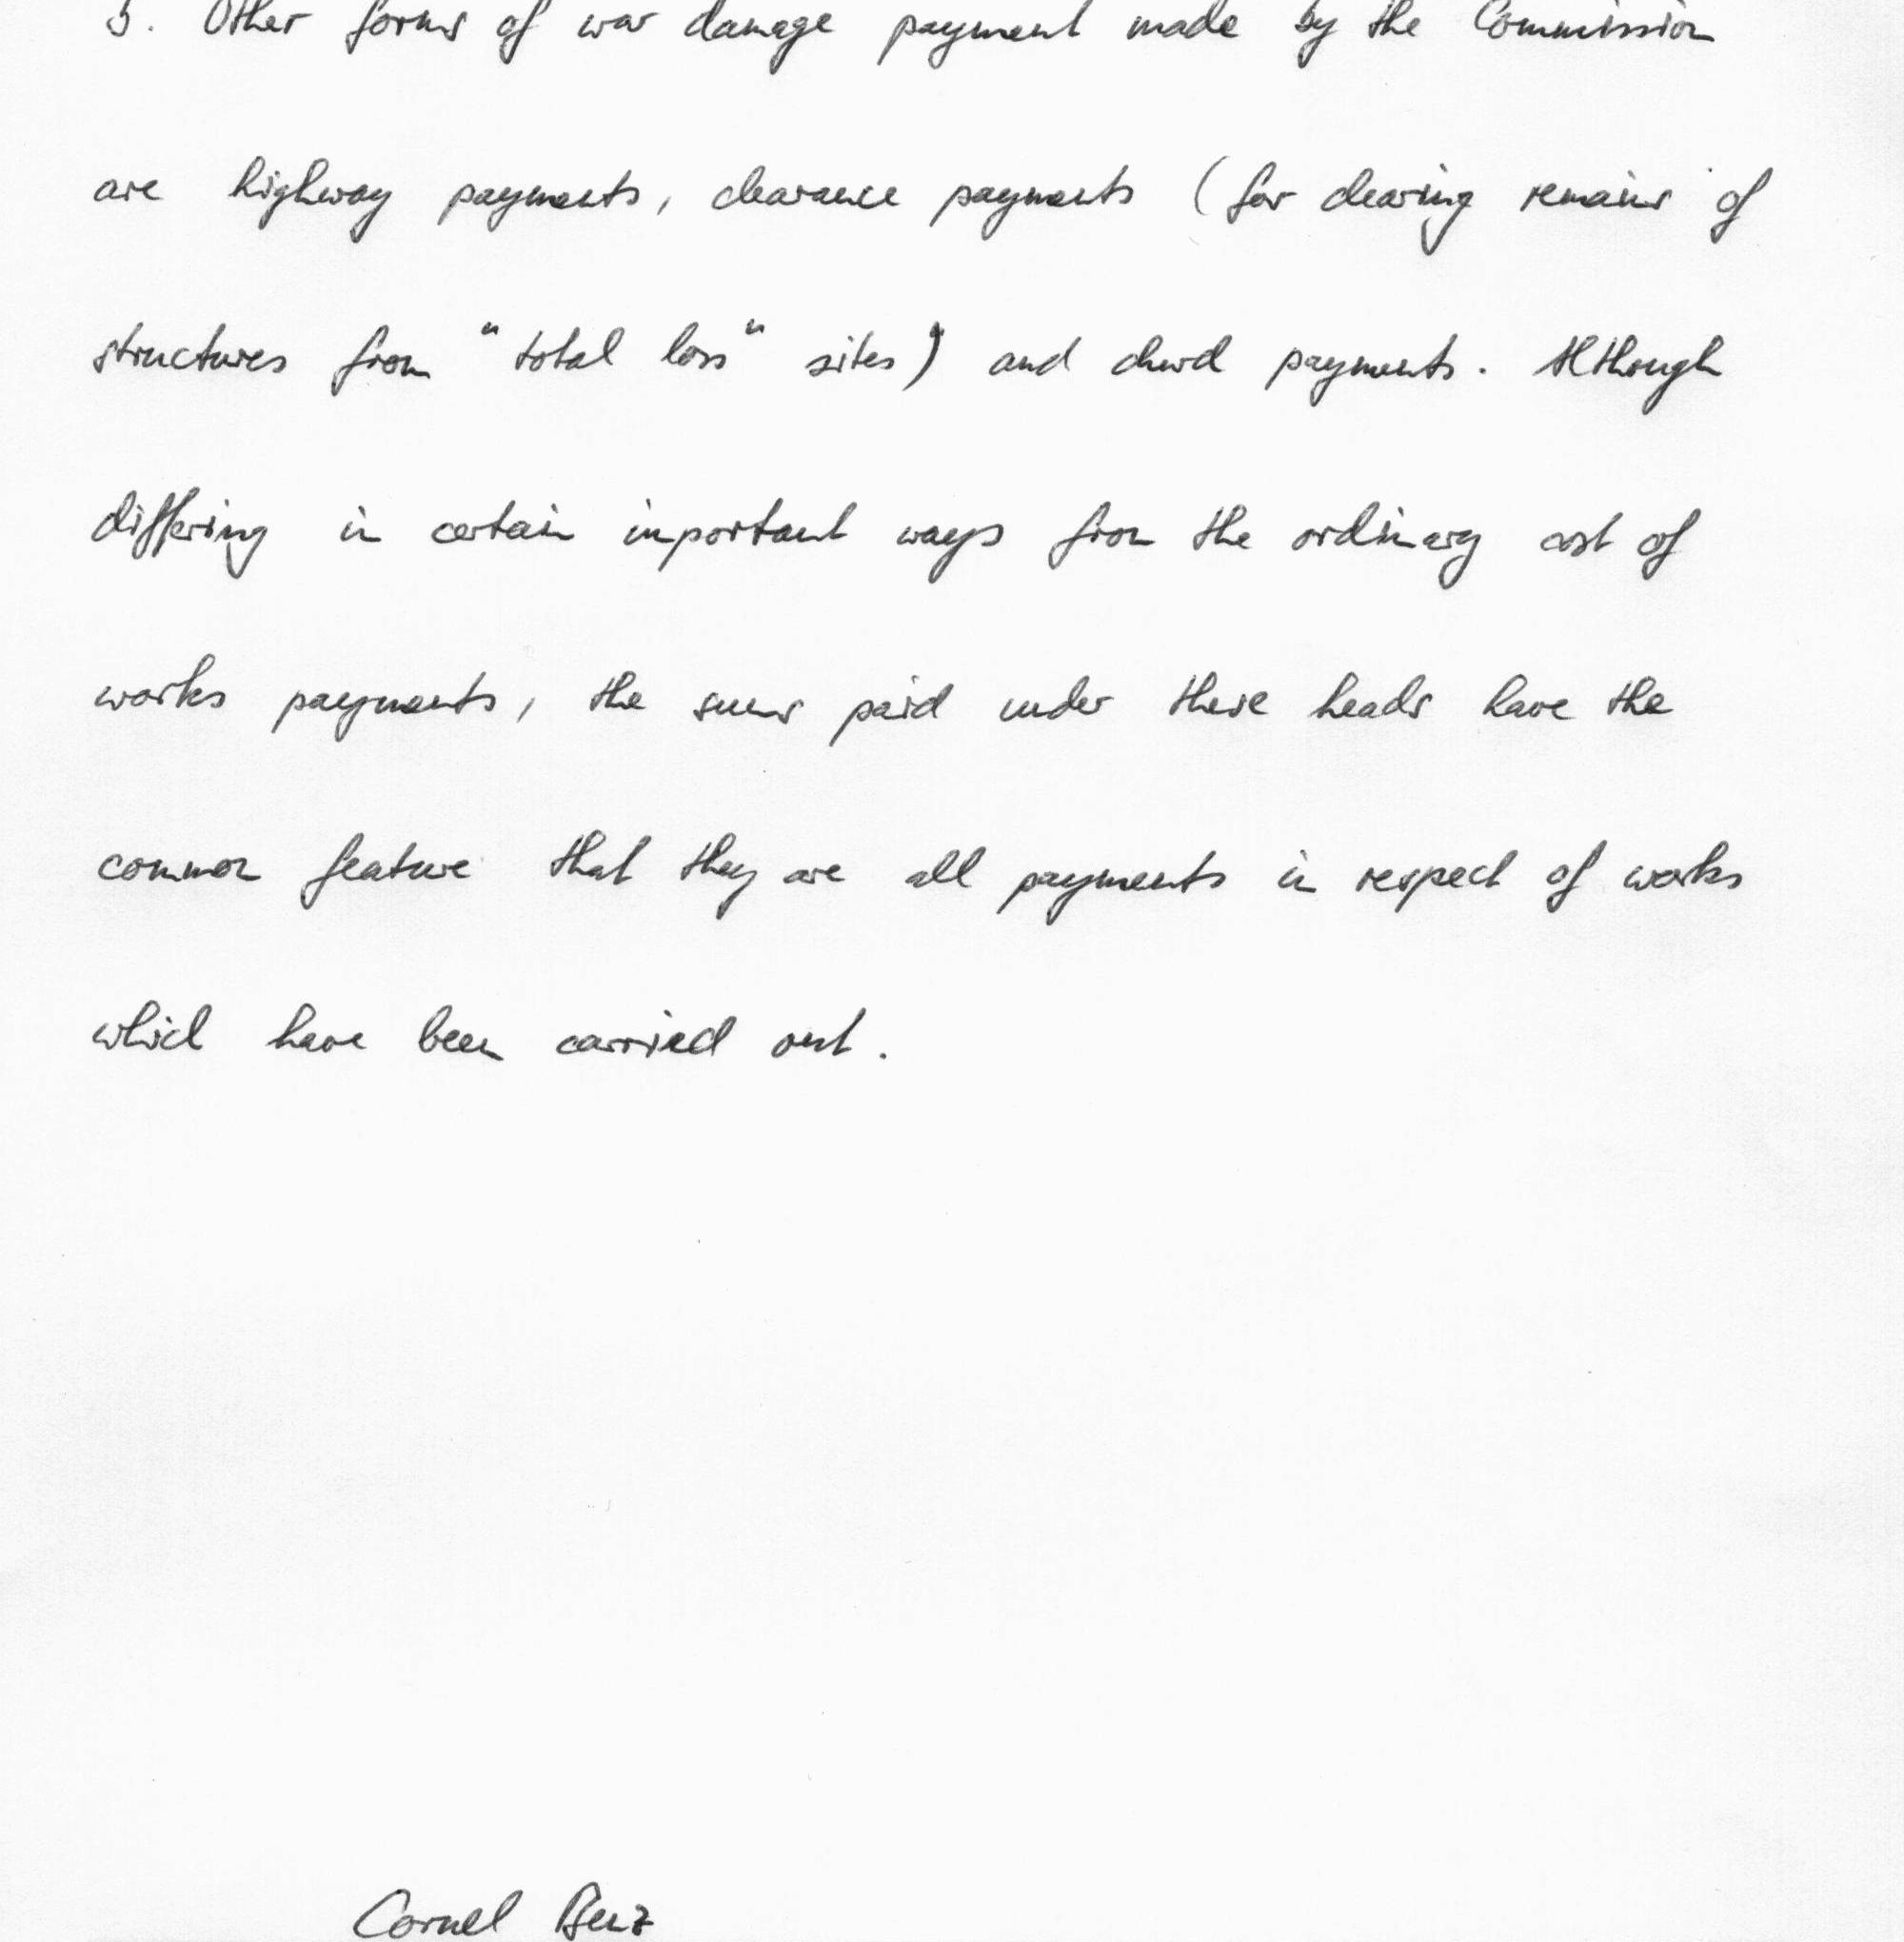 5. Other forms of war damage payment made by the Commission
are highway payments, clearance payments (for clearing remains of
structures from "total loss" sites) and church payments. Although
differing in certain important ways from the ordinary cost of
works payments, the sums paid under these heads have the
common feature that they are all payments in respect of works
which have been carried out.
Cornel